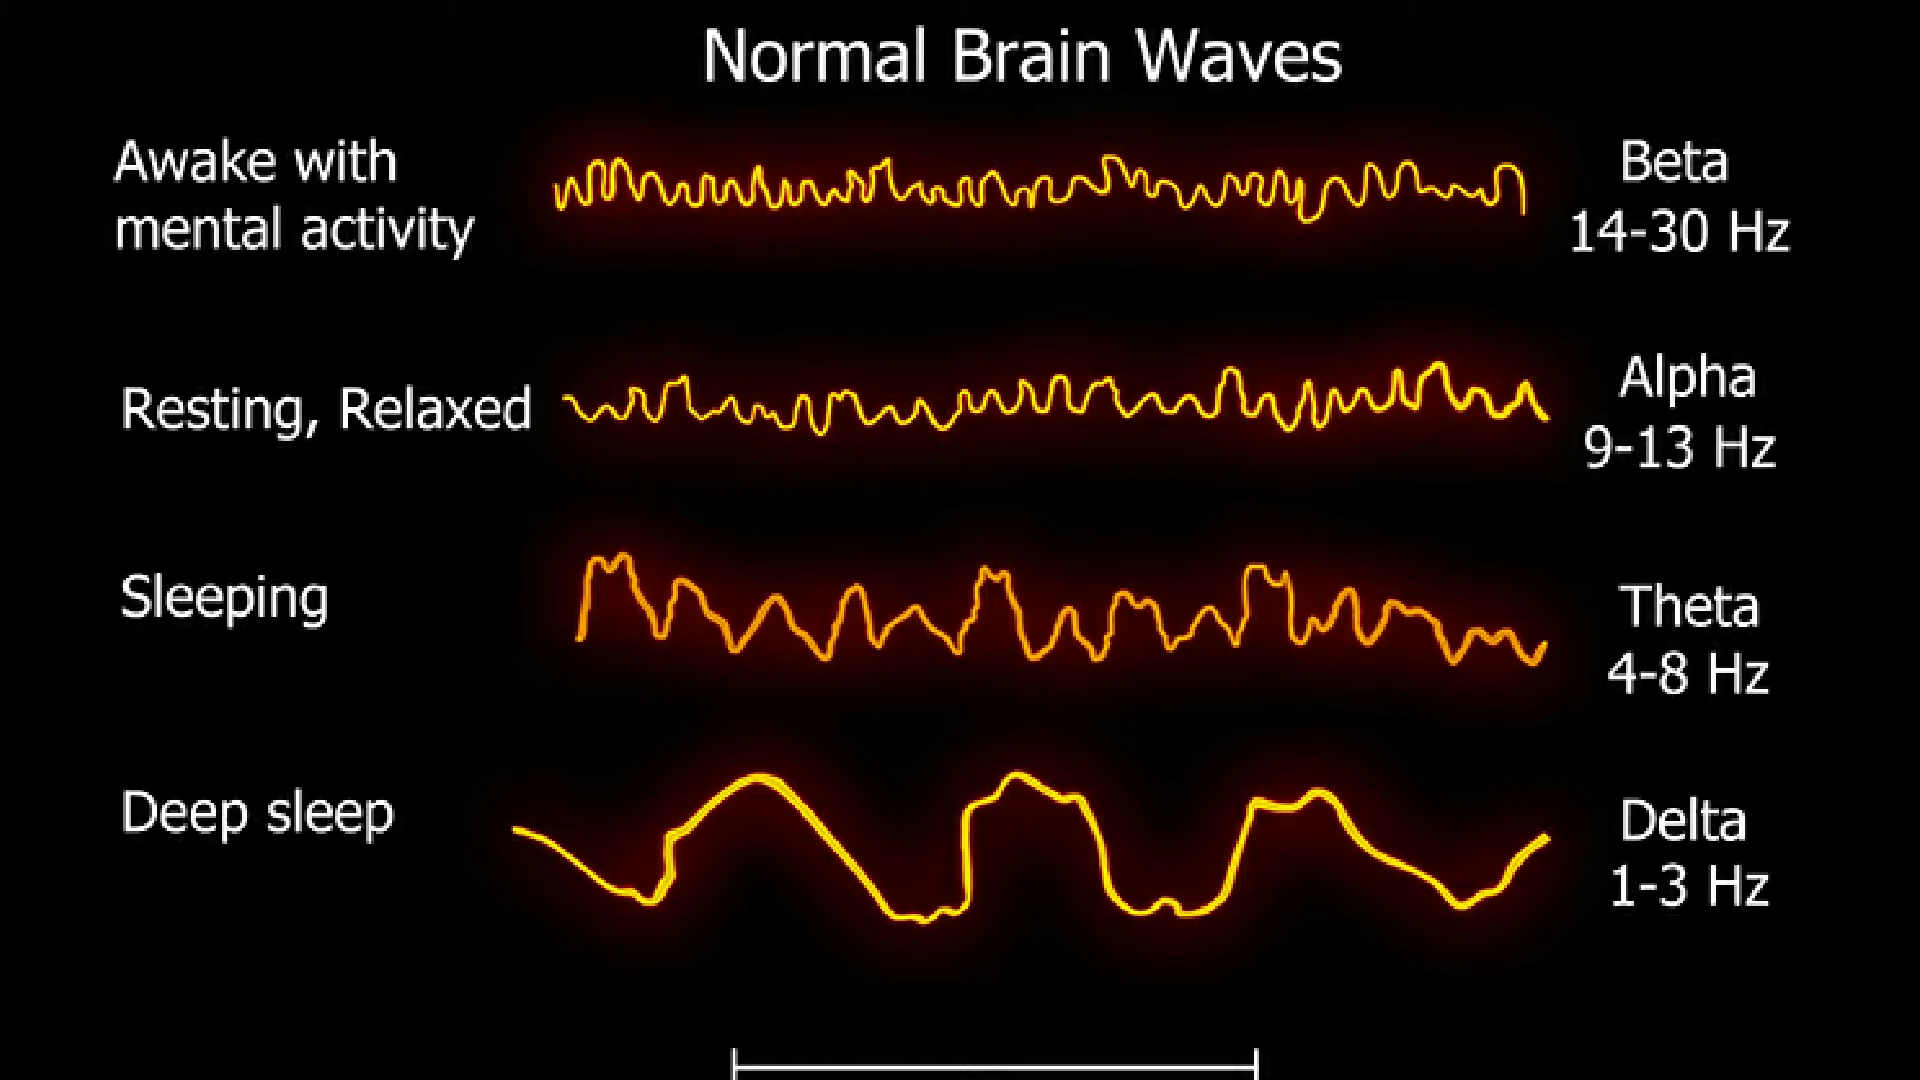 Normal Brain Waves
Awake with
mental activity
Beta
14-30 Hz
Resting, Relaxed
Alpha
9-13 Hz
Sleeping
Theta
4-8 Hz
Deep sleep
Delta
1-3 Hz